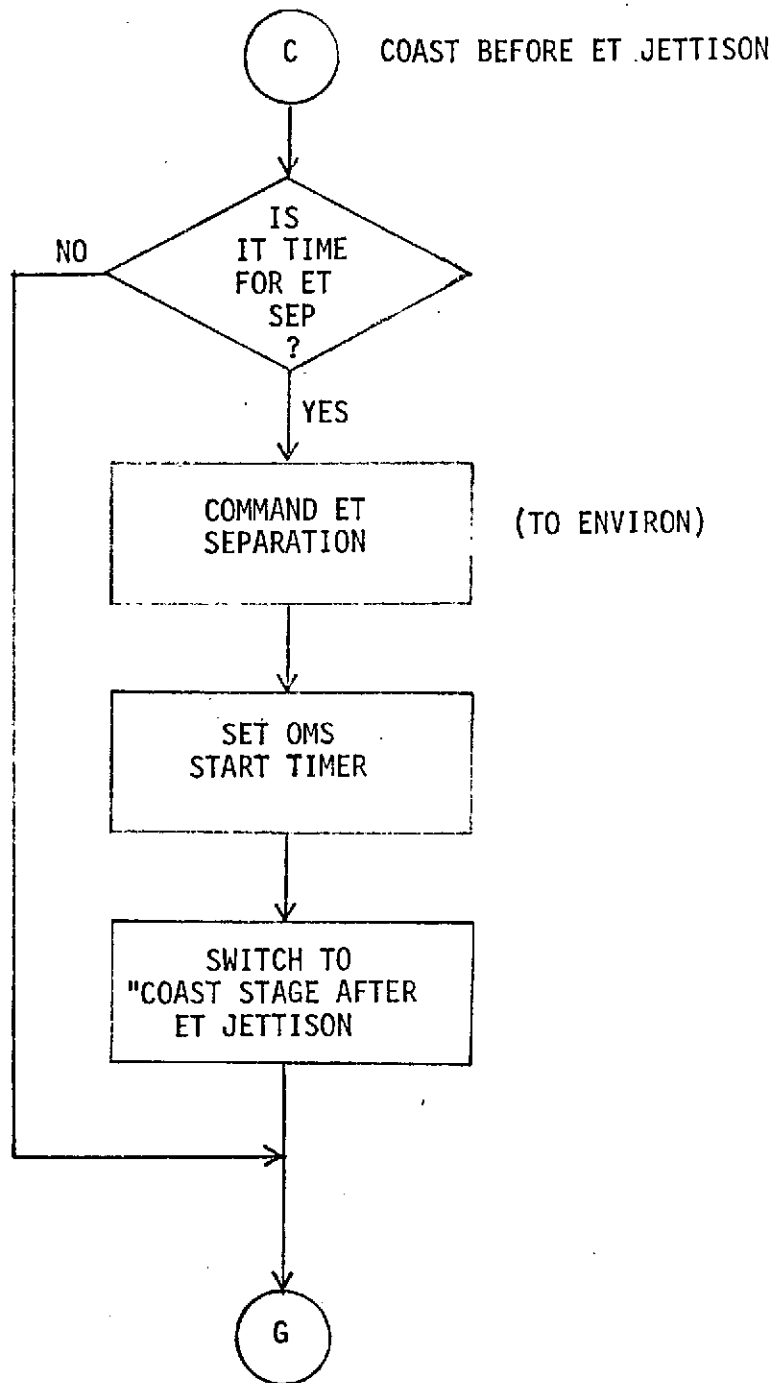 C
COAST BEFORE ET JETTISON
IS
IT TIME
FOR ET
SEP
?
NO
YES
COMMAND ET
SEPARATION
(TO ENVIRON)
SET OMS
START TIMER
SWITCH TO
"COAST STAGE AFTER
ET JETTISON
G